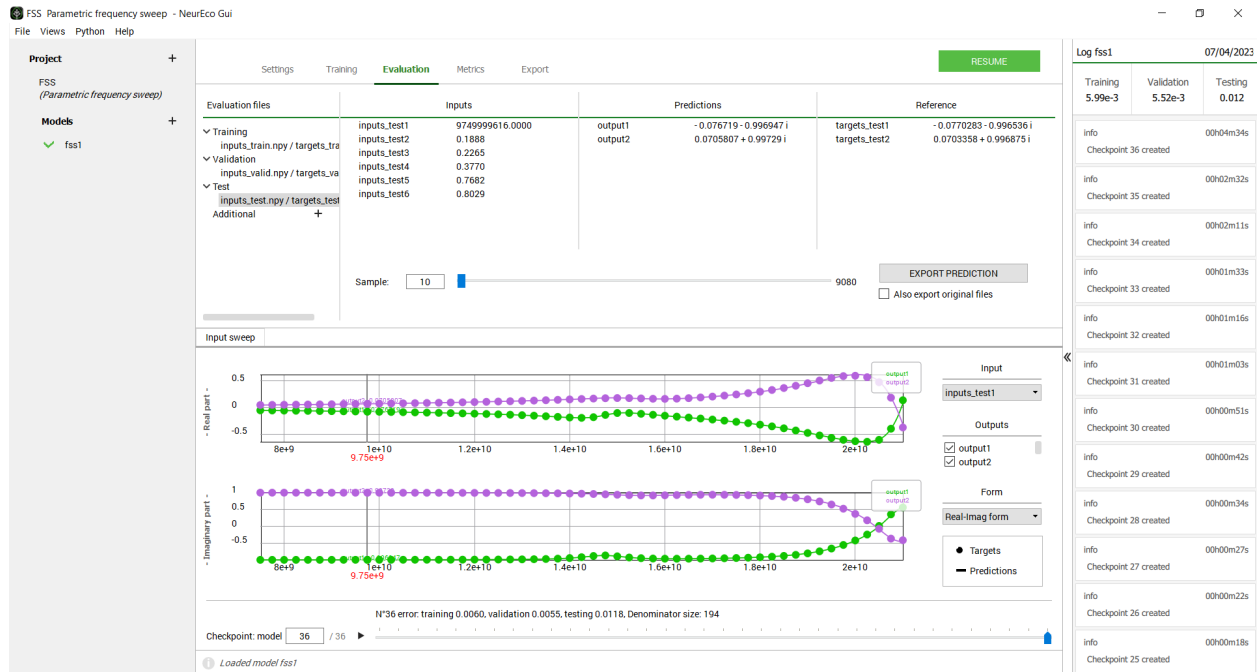 FSS Parametric frequency sweep - NeurEco Gui
File Views Python Help
Project +
FSS
(Parametric frequency sweep)
Models +
fss1
Settings Training Evaluation Metrics Export
RESUME
Evaluation files
Training
inputs_train.npy / targets_tra
Validation
inputs_valid.npy / targets_va
Test
inputs_test.npy / targets_test
Additional +
Inputs
inputs_test1 9749999616.0000
inputs_test2 0.1888
inputs_test3 0.2265
inputs_test4 0.3770
inputs_test5 0.7682
inputs_test6 0.8029
Predictions
output1 - 0.076719 - 0.996947 i
output2 0.0705807 + 0.99729 i
Reference
targets_test1 - 0.0770283 - 0.996536 i
targets_test2 0.0703358 + 0.996875 i
Sample: 10 9080
EXPORT PREDICTION
Also export original files
Input sweep
- Real part -
0.5
0
-0.5
8e+9 1e+10 1.2e+10 1.4e+10 1.6e+10 1.8e+10 2e+10
9.75e+9
output1
output2
- Imaginary part -
1
0.5
0
-0.5
8e+9 1e+10 1.2e+10 1.4e+10 1.6e+10 1.8e+10 2e+10
9.75e+9
output1
output2
Input
inputs_test1
Outputs
output1
output2
Form
Real-Imag form
Targets
Predictions
N°36 error: training 0.0060, validation 0.0055, testing 0.0118, Denominator size: 194
Checkpoint: model 36 / 36
Loaded model fss1
Log fss1 07/04/2023
Training Validation Testing
5.99e-3 5.52e-3 0.012
info 00h04m34s
Checkpoint 36 created
info 00h02m32s
Checkpoint 35 created
info 00h02m11s
Checkpoint 34 created
info 00h01m33s
Checkpoint 33 created
info 00h01m16s
Checkpoint 32 created
info 00h01m03s
Checkpoint 31 created
info 00h00m51s
Checkpoint 30 created
info 00h00m42s
Checkpoint 29 created
info 00h00m34s
Checkpoint 28 created
info 00h00m27s
Checkpoint 27 created
info 00h00m22s
Checkpoint 26 created
info 00h00m18s
Checkpoint 25 created